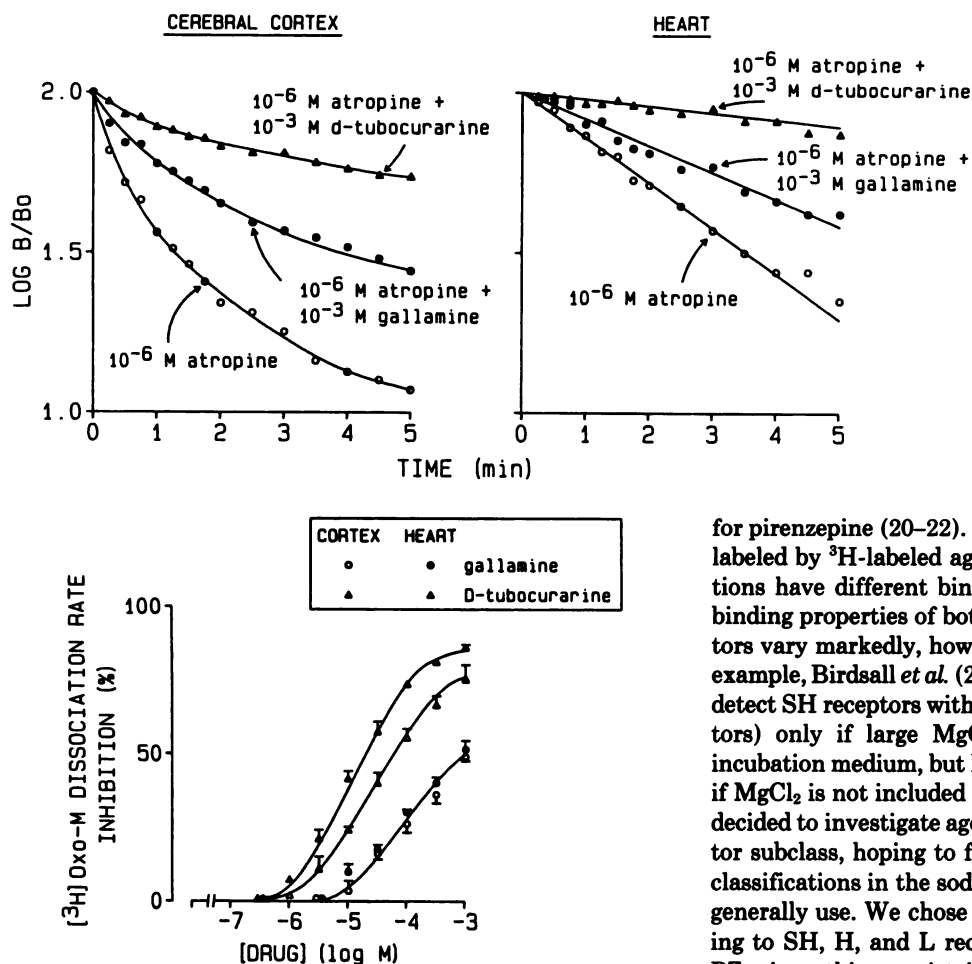 CEREBRAL CORTEX
HEART
LOG B/Bo
2.0
1.5
1.0
10⁻⁶ M atropine +
10⁻³ M d-tubocurarine
10⁻⁶ M atropine +
10⁻³ M gallamine
10⁻⁶ M atropine
0 1 2 3 4 5
10⁻⁶ M atropine +
10⁻³ M d-tubocurarine
10⁻⁶ M atropine +
10⁻³ M gallamine
10⁻⁶ M atropine
0 1 2 3 4 5
TIME (min)
CORTEX HEART
gallamine
D-tubocurarine
[³H]Oxo-M DISSOCIATION RATE
INHIBITION (%)
100
50
0
-7 -6 -5 -4 -3
[DRUG] (log M)
for pirenzepine (20–22).
labeled by ³H-labeled ag
tions have different bin
binding properties of bot
tors vary markedly, how
example, Birdsall et al. (2
detect SH receptors with
tors) only if large MgC
incubation medium, but
if MgCl₂ is not included
decided to investigate ag
tor subclass, hoping to f
classifications in the sod
generally use. We chose
ing to SH, H, and L rec